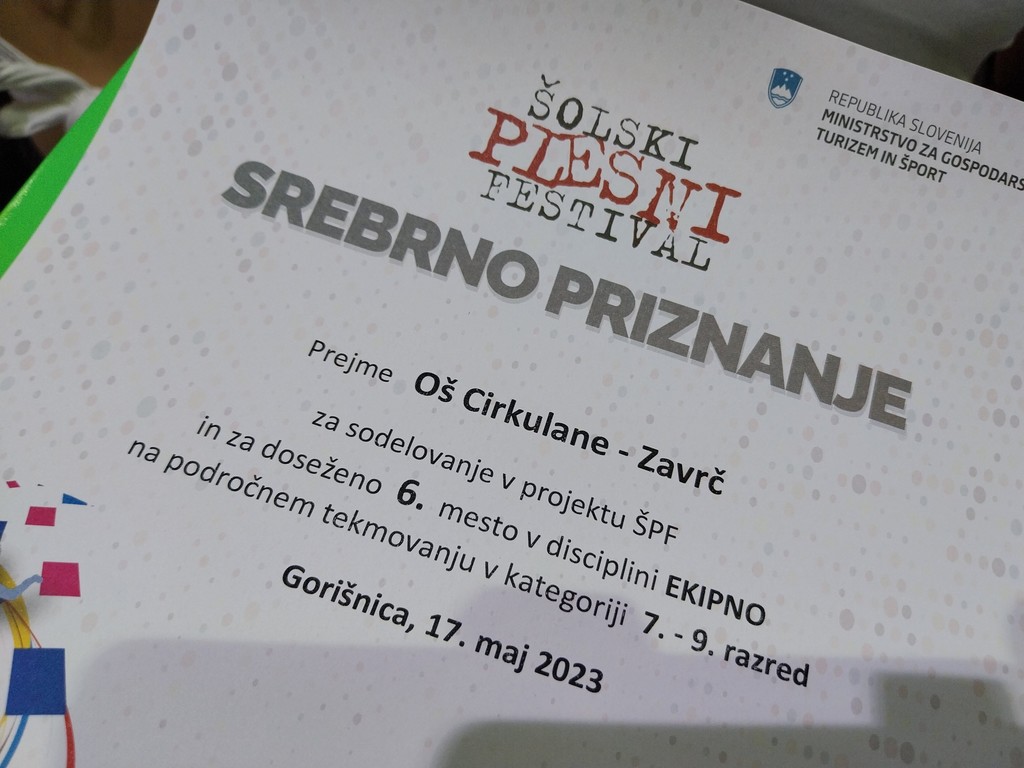 ŠOLSKI
PLESNI
FESTIVAL
REPUBLIKA SLOVENIJA
MINISTRSTVO ZA GOSPODARS
TURIZEM IN ŠPORT
SREBRNO PRIZNANJE
Prejme Oš Cirkulane - Zavrč
za sodelovanje v projektu ŠPF
in za doseženo 6. mesto v disciplini EKIPNO
na področnem tekmovanju v kategoriji 7. - 9. razred
Gorišnica, 17. maj 2023